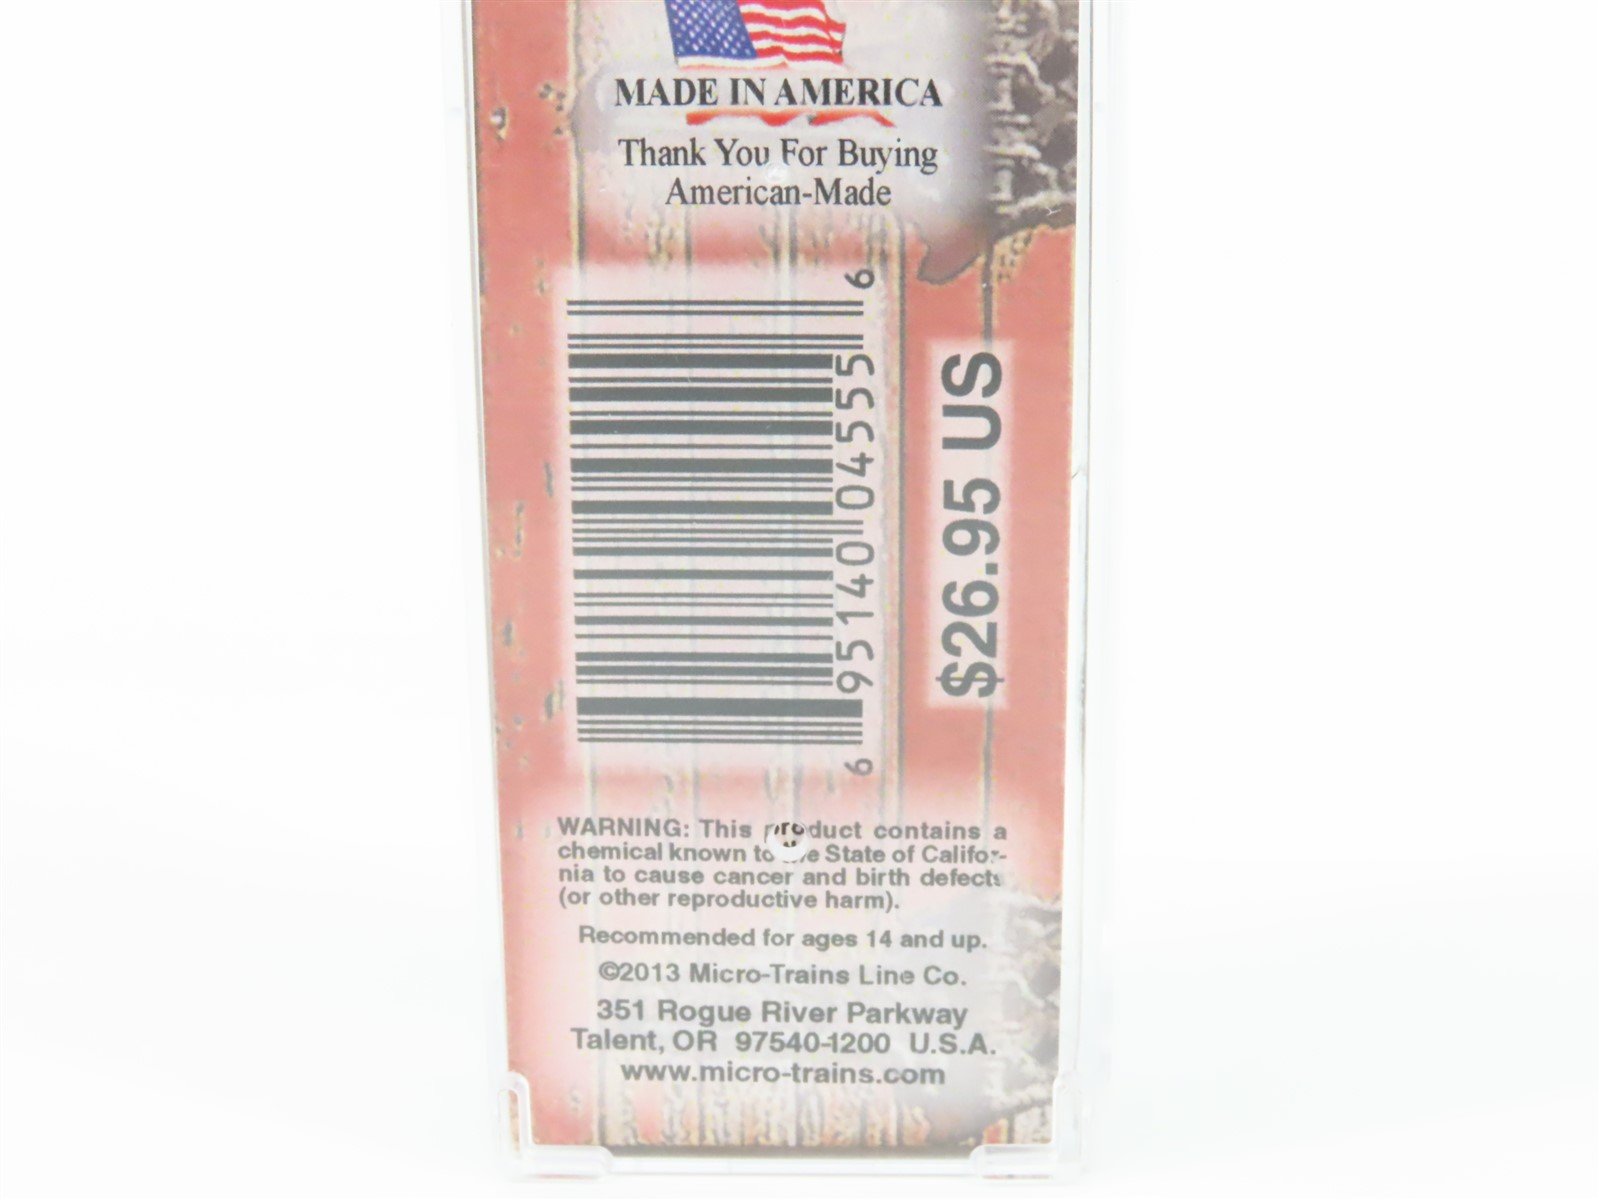 MADE IN AMERICA
Thank You For Buying
American-Made
6 95140 04555 6
$26.95 US
WARNING: This product contains a
chemical known to the State of Califor-
nia to cause cancer and birth defects
(or other reproductive harm).
Recommended for ages 14 and up.
©2013 Micro-Trains Line Co.
351 Rogue River Parkway
Talent, OR 97540-1200 U.S.A.
www.micro-trains.com